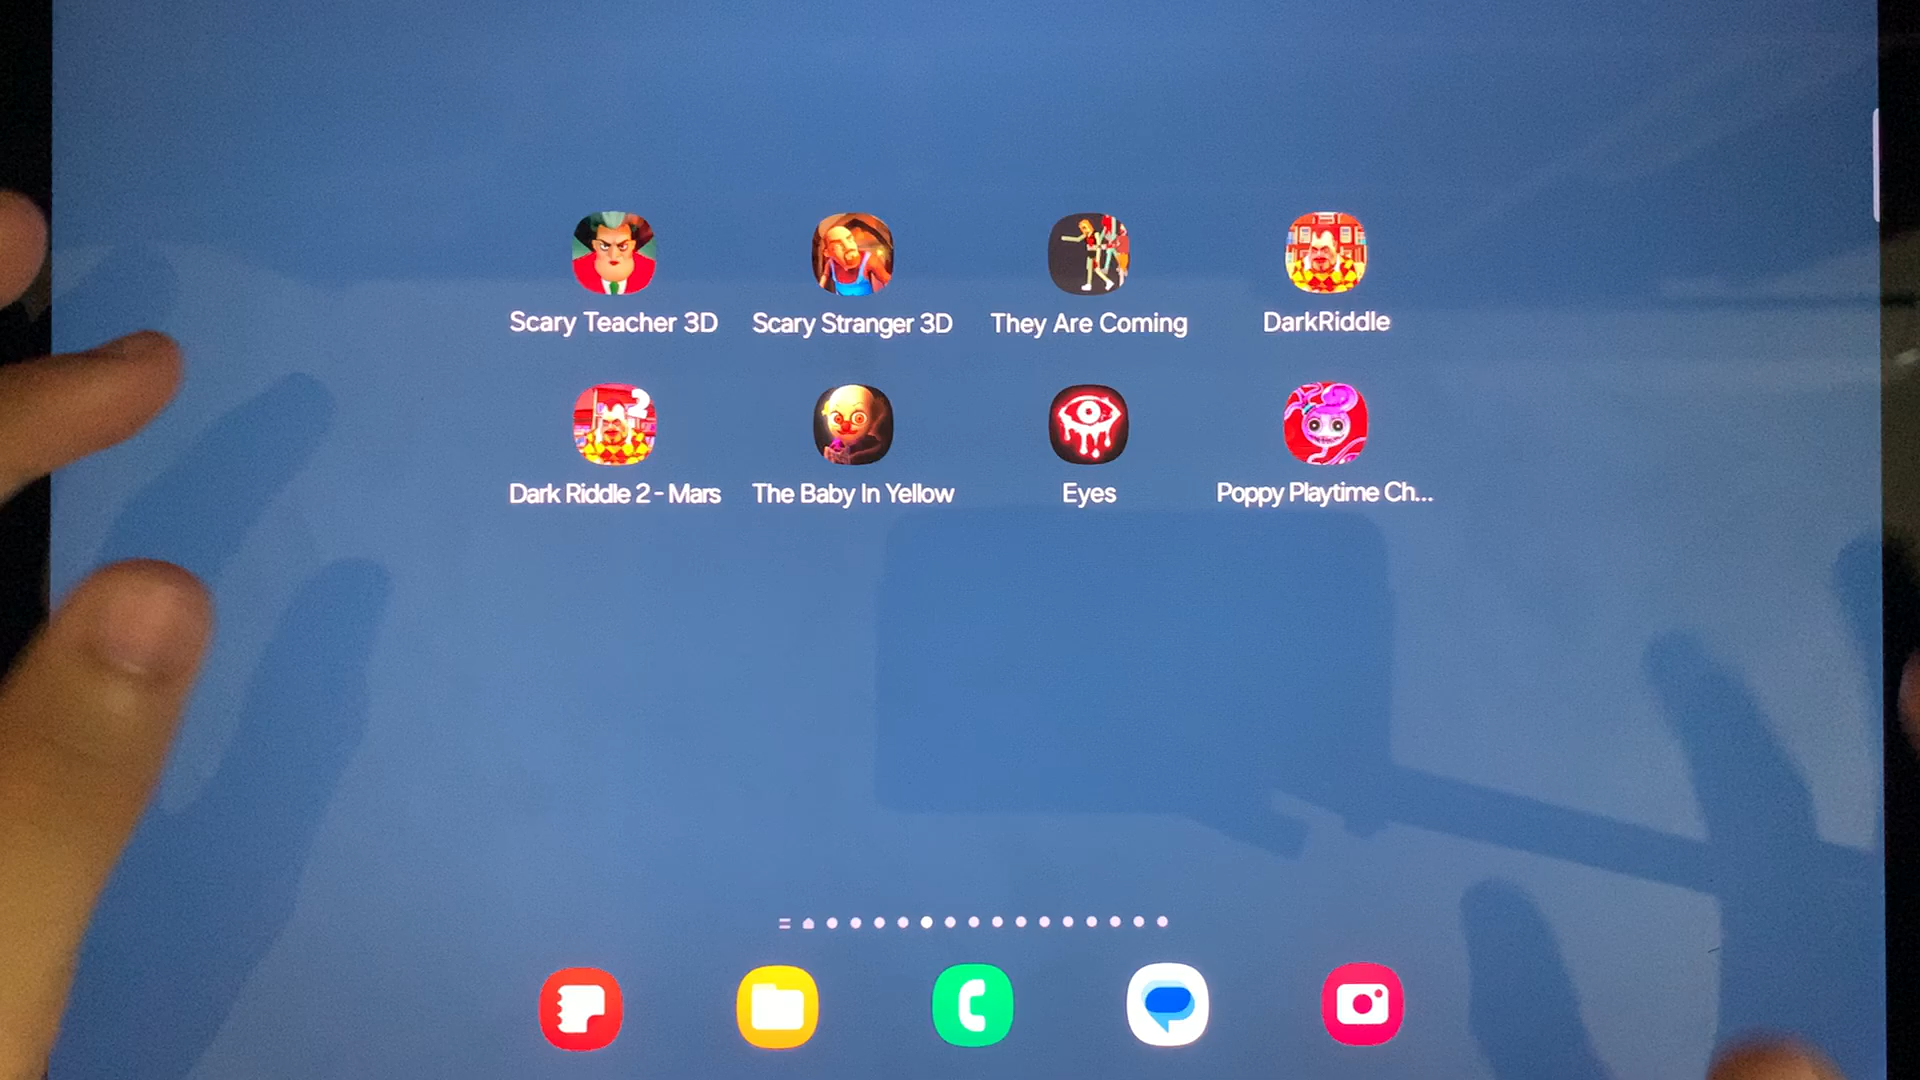 Scary Teacher 3D
Scary Stranger 3D
They Are Coming
DarkRiddle
2
Dark Riddle 2 - Mars
The Baby In Yellow
Eyes
Poppy Playtime Ch...